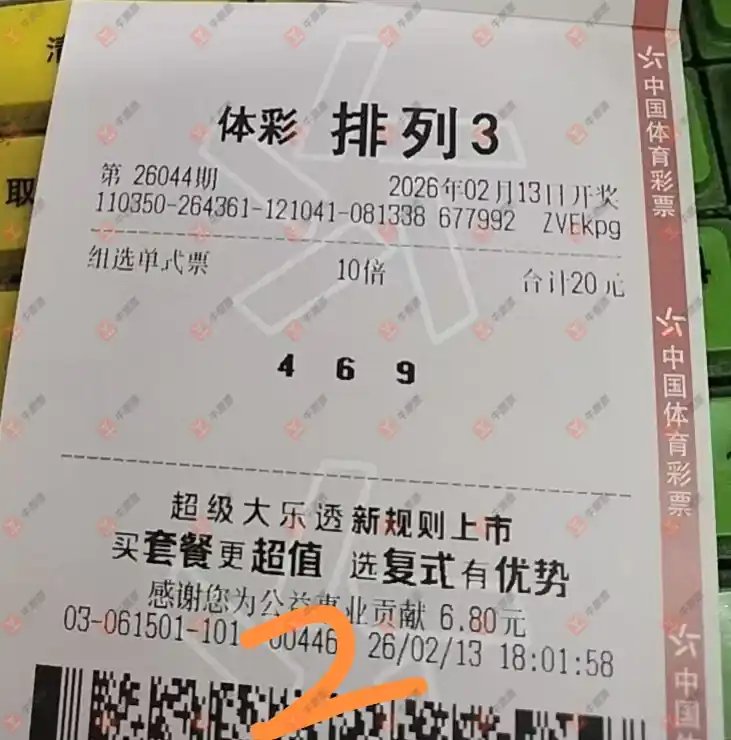 体彩 排列3
第 26044期 2026年02月13日开奖
110350-264361-121041-081338 677992 ZVEkpg
组选单式票 10倍 合计20元
4 6 9
超级大乐透新规则上市
买套餐更超值 选复式有优势
感谢您为公益事业贡献 6.80元
03-061501-101 00446 26/02/13 18:01:58
2
中国体育彩票
中国体育彩票
中国
取